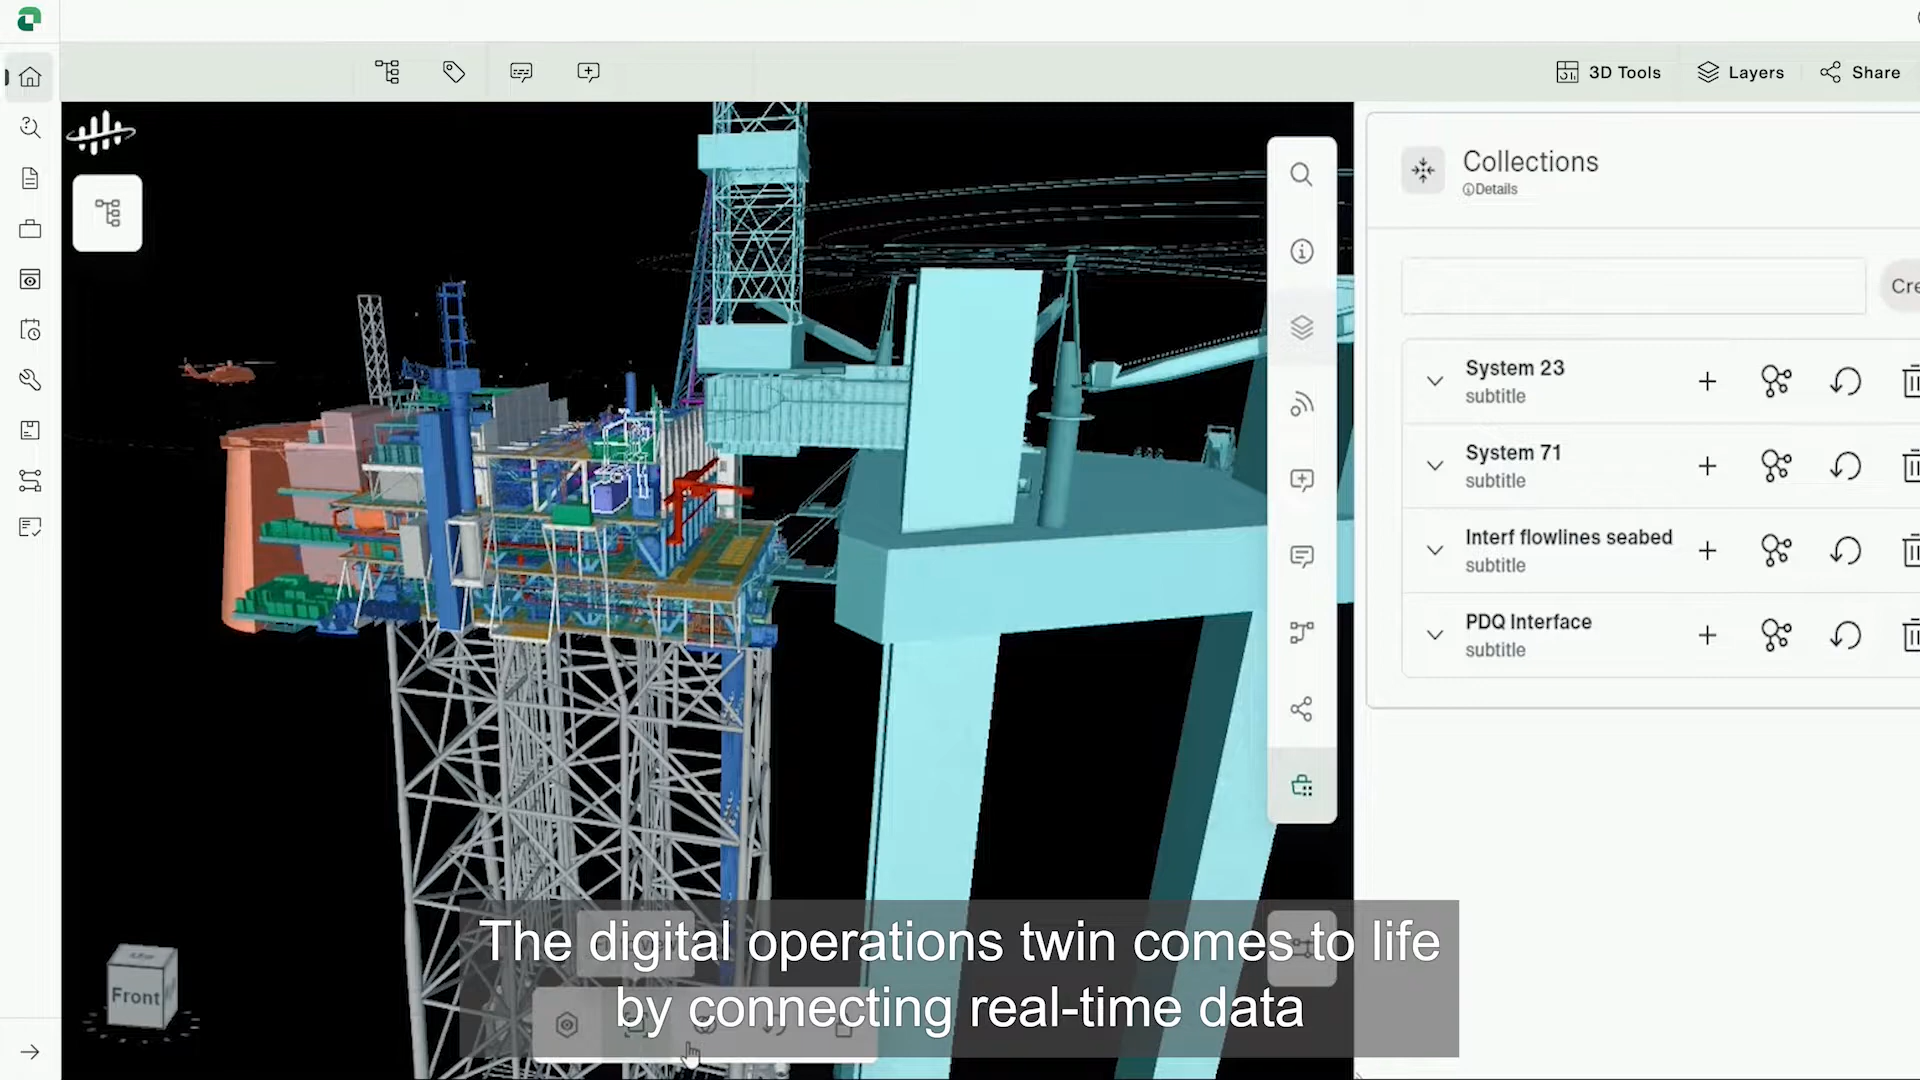 3D Tools
Layers
Share
Collections
Details
Cre
System 23
subtitle
System 71
subtitle
Interf flowlines seabed
subtitle
PDQ Interface
subtitle
Front
The digital operations twin comes to life
by connecting real-time data